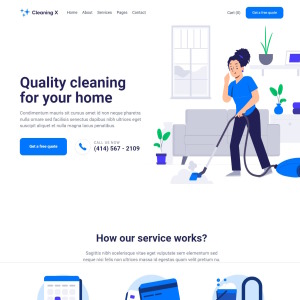 Cleaning X
Home About Services Pages Contact
Cart (0)
Get a free quote
Quality cleaning
for your home
Condimentum mauris sit cursus amet id non neque pharetra
nulla ornare sed facilisis senectus dapibus nibh ultrices eget
suscipit aliquet et nulla magna tortor penatibus.
Get a free quote
CALL US NOW
(414) 567 - 2109
How our service works?
Sagittis nibh scelerisque vitae eget vulputate sem elementum sed
neque nisi felis non ultrices massa id egestas quam velit pretium nu.